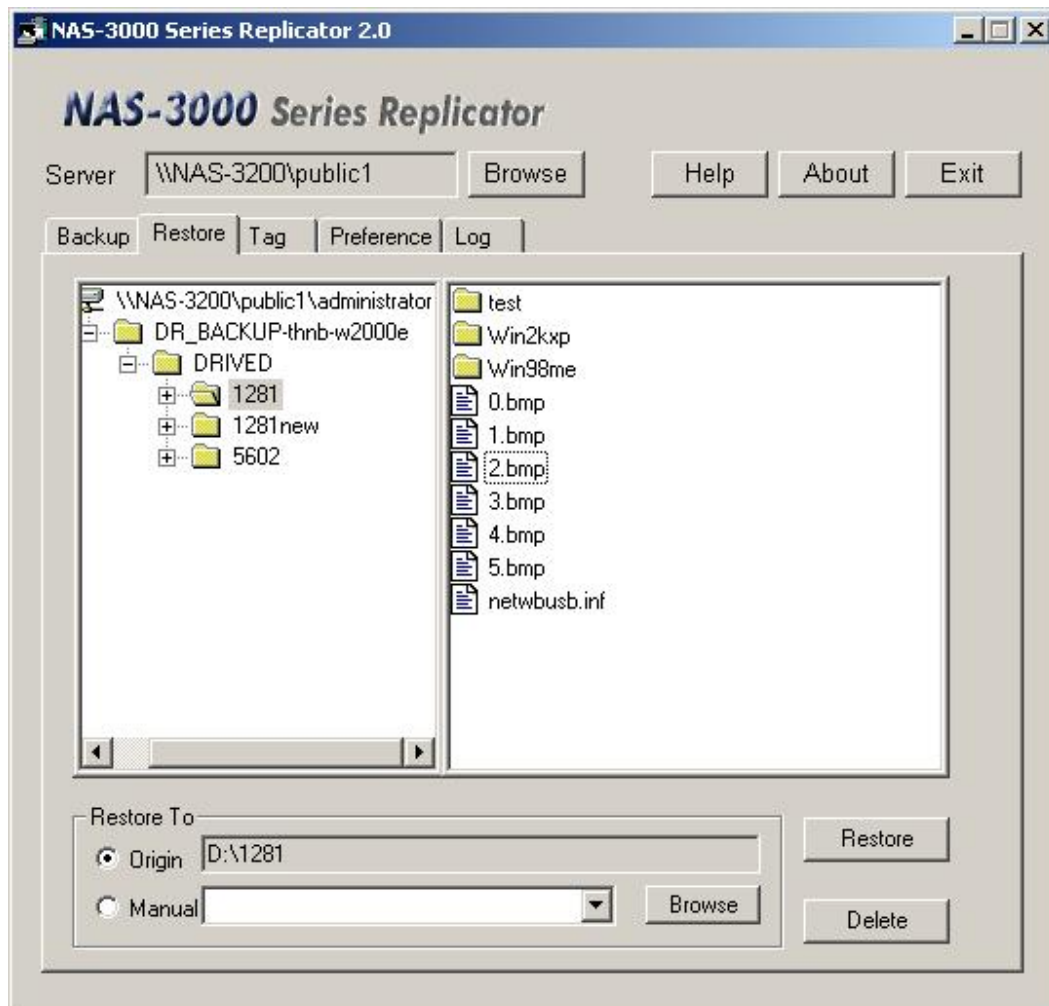 NAS-3000 Series Replicator 2.0
NAS-3000 Series Replicator
Server \\NAS-3200\public1 Browse Help About Exit
Backup Restore Tag Preference Log
\\NAS-3200\public1\administrator
DR_BACKUP-thnb-w2000e
DRIVED
1281
1281new
5602
test
Win2kxp
Win98me
0.bmp
1.bmp
2.bmp
3.bmp
4.bmp
5.bmp
netwbusb.inf
Restore To
Origin D:\1281
Manual Browse
Restore
Delete